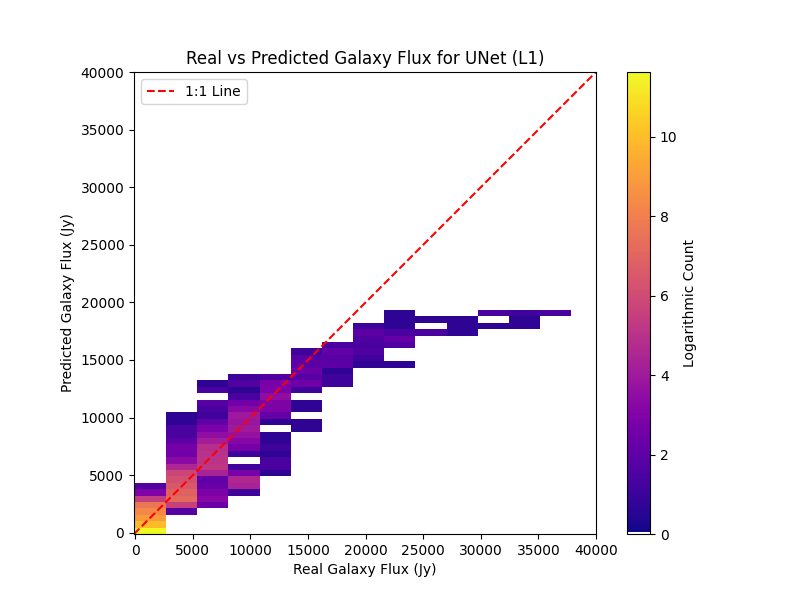 Real vs Predicted Galaxy Flux for UNet (L1)
1:1 Line
Predicted Galaxy Flux (Jy)
40000
35000
30000
25000
20000
15000
10000
5000
0
0 5000 10000 15000 20000 25000 30000 35000 40000
Real Galaxy Flux (Jy)
10
8
6
4
2
0
Logarithmic Count